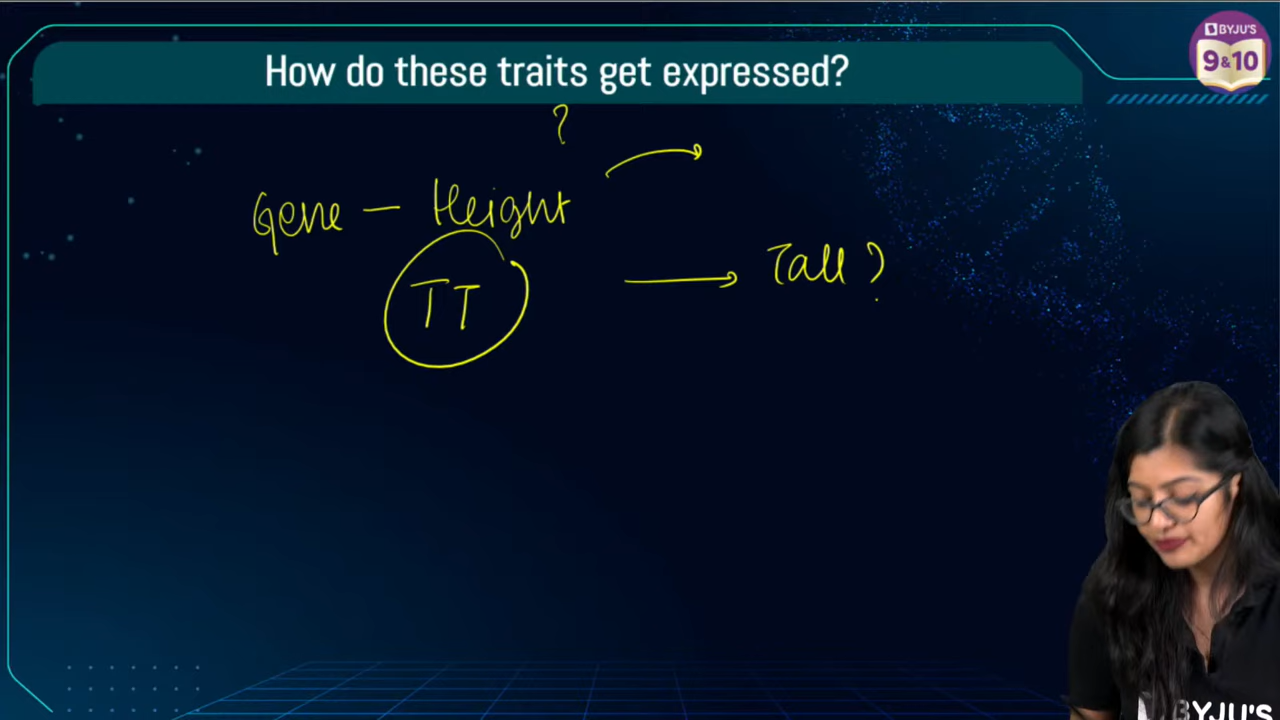 How do these traits get expressed?
BYJU'S
9&10
?
Gene — Height
TT → Tall ?
BYJU'S